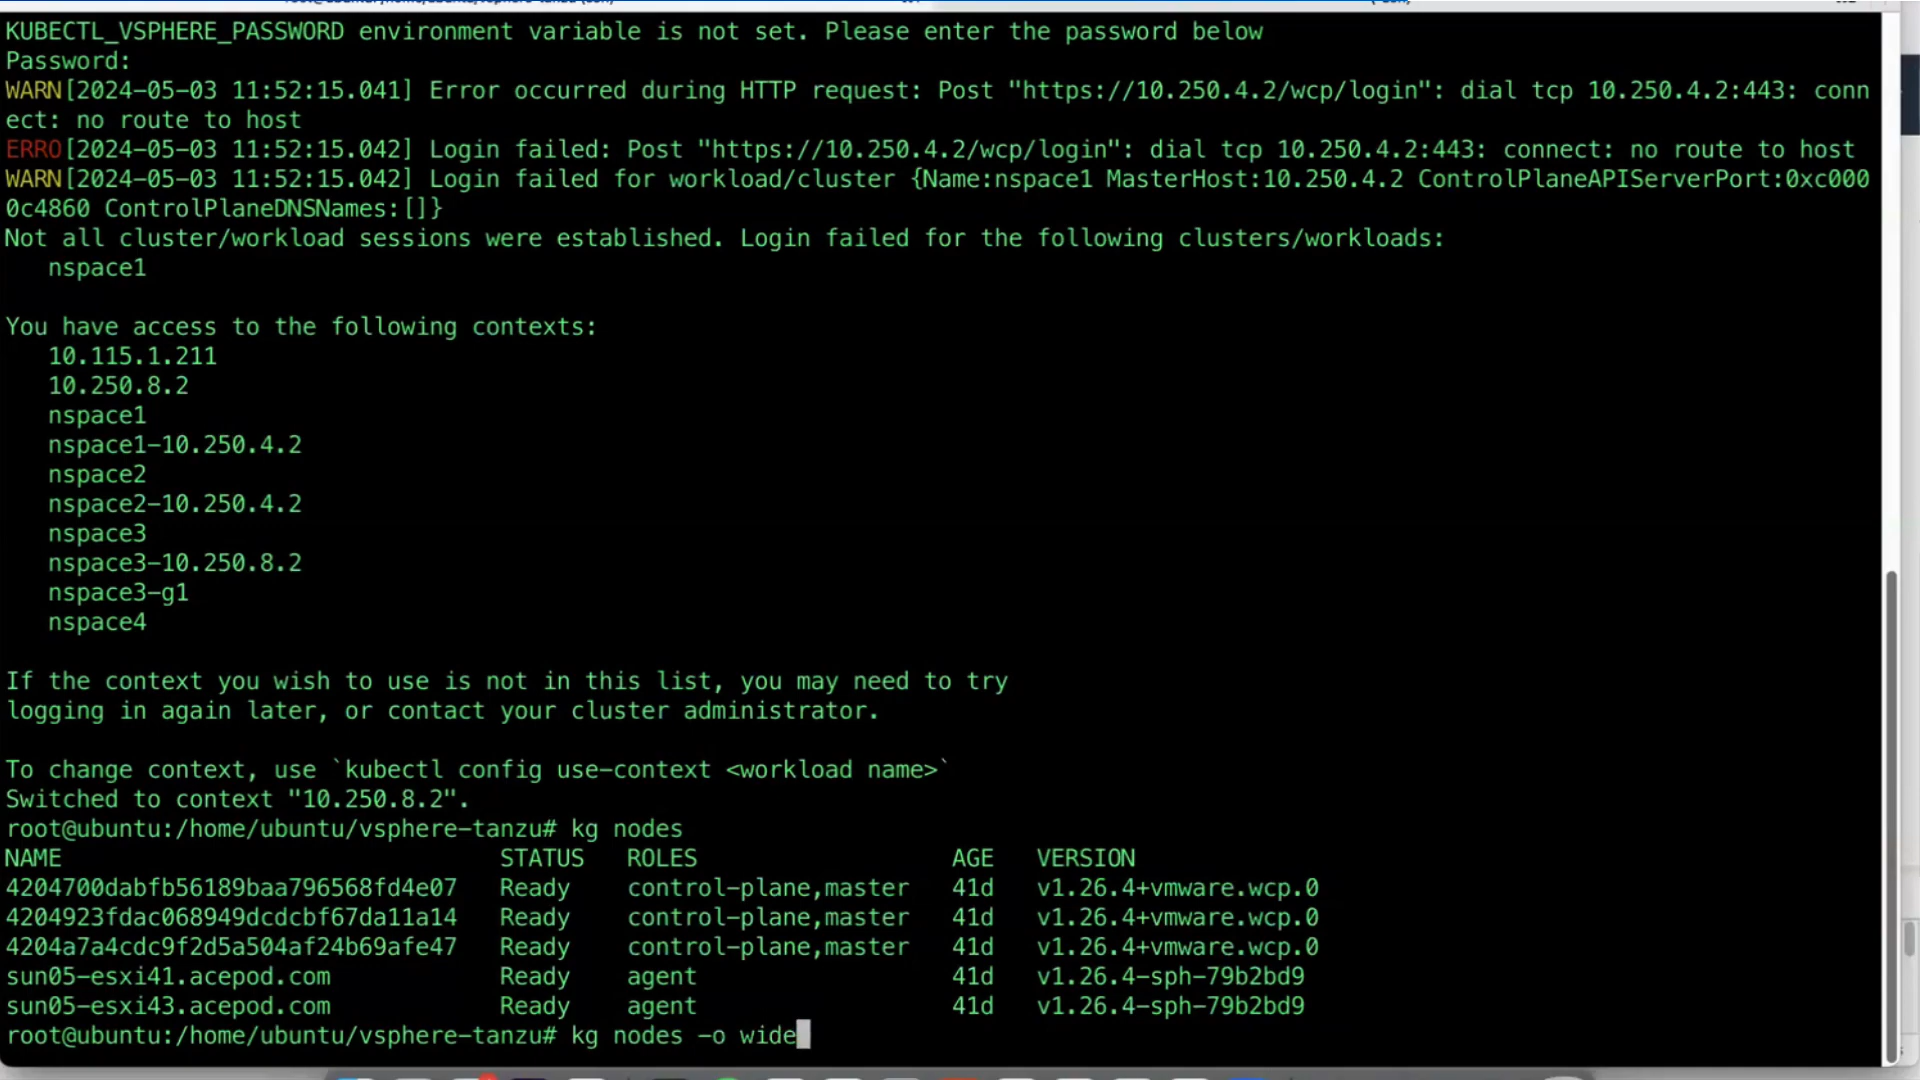 KUBECTL_VSPHERE_PASSWORD environment variable is not set. Please enter the password below
Password:
WARN[2024-05-03 11:52:15.041] Error occurred during HTTP request: Post "https://10.250.4.2/wcp/login": dial tcp 10.250.4.2:443: conn
ect: no route to host
ERRO[2024-05-03 11:52:15.042] Login failed: Post "https://10.250.4.2/wcp/login": dial tcp 10.250.4.2:443: connect: no route to host
WARN[2024-05-03 11:52:15.042] Login failed for workload/cluster {Name:nspace1 MasterHost:10.250.4.2 ControlPlaneAPIServerPort:0xc000
0c4860 ControlPlaneDNSNames:[]}
Not all cluster/workload sessions were established. Login failed for the following clusters/workloads:
nspace1
You have access to the following contexts:
10.115.1.211
10.250.8.2
nspace1
nspace1-10.250.4.2
nspace2
nspace2-10.250.4.2
nspace3
nspace3-10.250.8.2
nspace3-g1
nspace4
If the context you wish to use is not in this list, you may need to try
logging in again later, or contact your cluster administrator.
To change context, use `kubectl config use-context <workload name>`
Switched to context "10.250.8.2".
root@ubuntu:/home/ubuntu/vsphere-tanzu# kg nodes
NAME STATUS ROLES AGE VERSION
4204700dabfb56189baa796568fd4e07 Ready control-plane,master 41d v1.26.4+vmware.wcp.0
4204923fdac068949dcdcbf67da11a14 Ready control-plane,master 41d v1.26.4+vmware.wcp.0
4204a7a4cdc9f2d5a504af24b69afe47 Ready control-plane,master 41d v1.26.4+vmware.wcp.0
sun05-esxi41.acepod.com Ready agent 41d v1.26.4-sph-79b2bd9
sun05-esxi43.acepod.com Ready agent 41d v1.26.4-sph-79b2bd9
root@ubuntu:/home/ubuntu/vsphere-tanzu# kg nodes -o wide